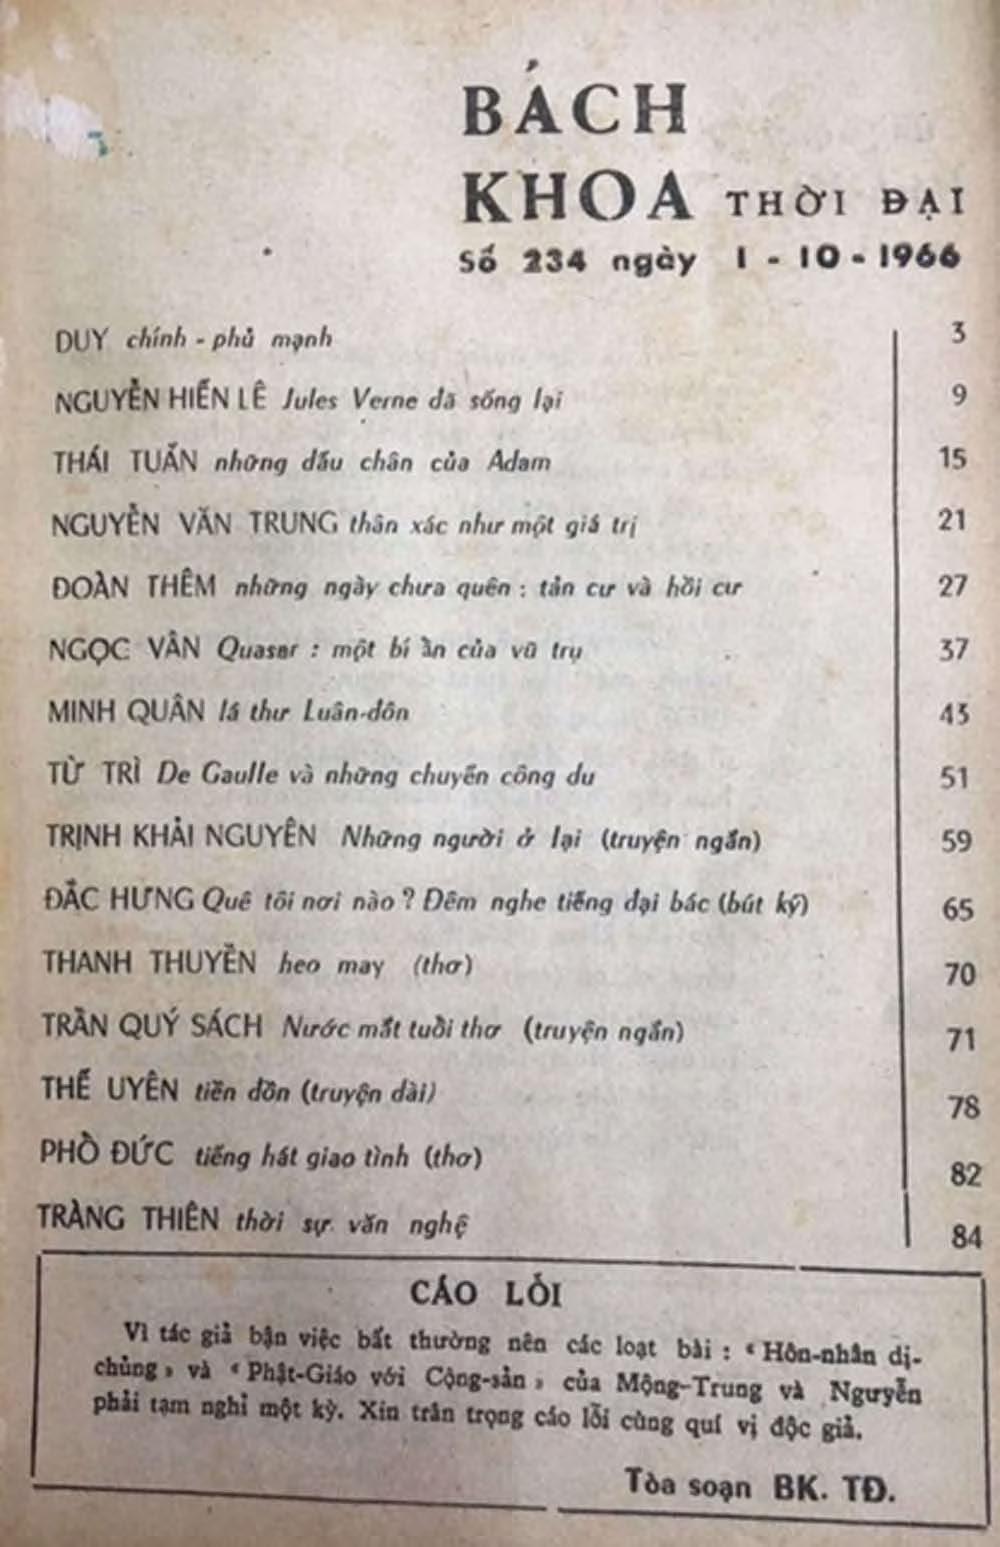 BÁCH
KHOA THỜI ĐẠI
Số 234 ngày 1 - 10 - 1966
DUY chính - phủ mạnh 3
NGUYỄN HIẾN LÊ Jules Verne đã sống lại 9
THÁI TUẤN những dấu chân của Adam 15
NGUYỄN VĂN TRUNG thân xác như một giá trị 21
ĐOÀN THÊM những ngày chưa quên : tản cư và hồi cư 27
NGỌC VÂN Quasar : một bí ẩn của vũ trụ 37
MINH QUÂN lá thư Luân-đôn 43
TỪ TRÌ De Gaulle và những chuyến công du 51
TRỊNH KHẢI NGUYÊN Những người ở lại (truyện ngắn) 59
ĐẮC HƯNG Quê tôi nơi nào ? Đêm nghe tiếng đại bác (bút ký) 65
THANH THUYỀN heo may (thơ) 70
TRẦN QUÝ SÁCH Nước mắt tuổi thơ (truyện ngắn) 71
THẾ UYÊN tiền đồn (truyện dài) 78
PHỔ ĐỨC tiếng hát giao tình (thơ) 82
TRÀNG THIÊN thời sự văn nghệ 84
CÁO LỖI
Vì tác giả bận việc bất thường nên các loạt bài : « Hôn-nhân dị-
chủng » và « Phật-Giáo với Cộng-sản » của Mộng-Trung và Nguyễn
phải tạm nghỉ một kỳ. Xin trân trọng cáo lỗi cùng quí vị độc giả.
Tòa soạn BK. TĐ.